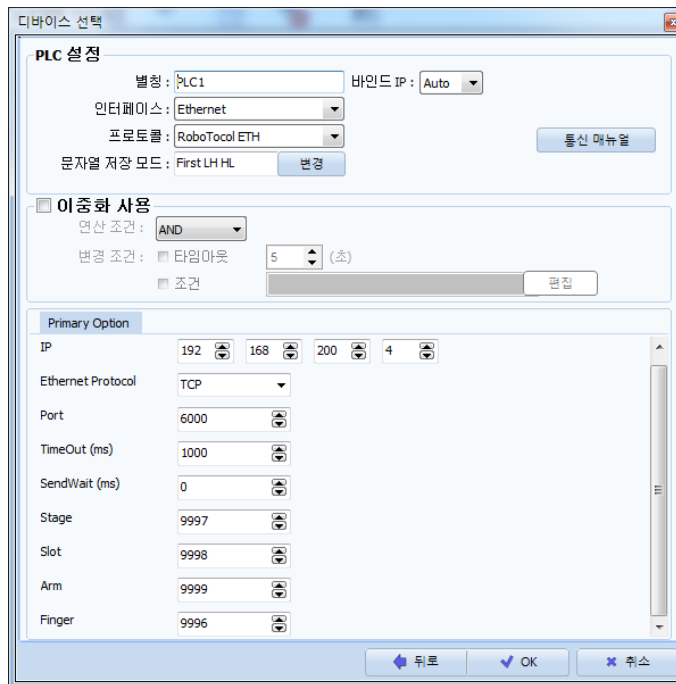 디바이스 선택
PLC 설정
별칭 : PLC1 바인드 IP : Auto
인터페이스 : Ethernet
프로토콜 : RoboTocol ETH 통신 매뉴얼
문자열 저장 모드 : First LH HL 변경
이중화 사용
연산 조건 : AND
변경 조건 : 타임아웃 5 (초)
조건 편집
Primary Option
IP 192 168 200 4
Ethernet Protocol TCP
Port 6000
TimeOut (ms) 1000
SendWait (ms) 0
Stage 9997
Slot 9998
Arm 9999
Finger 9996
뒤로 OK 취소